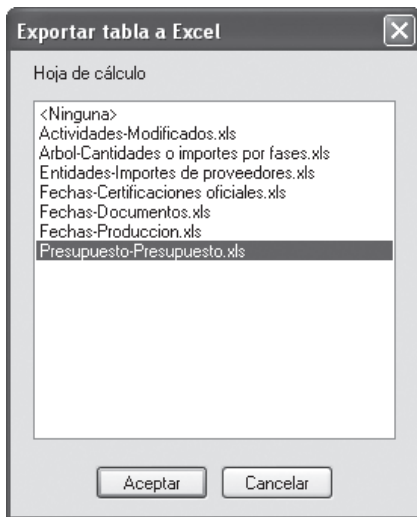 Exportar tabla a Excel
Hoja de cálculo
<Ninguna>
Actividades-Modificados.xls
Arbol-Cantidades o importes por fases.xls
Entidades-Importes de proveedores.xls
Fechas-Certificaciones oficiales.xls
Fechas-Documentos.xls
Fechas-Produccion.xls
Presupuesto-Presupuesto.xls
Aceptar Cancelar